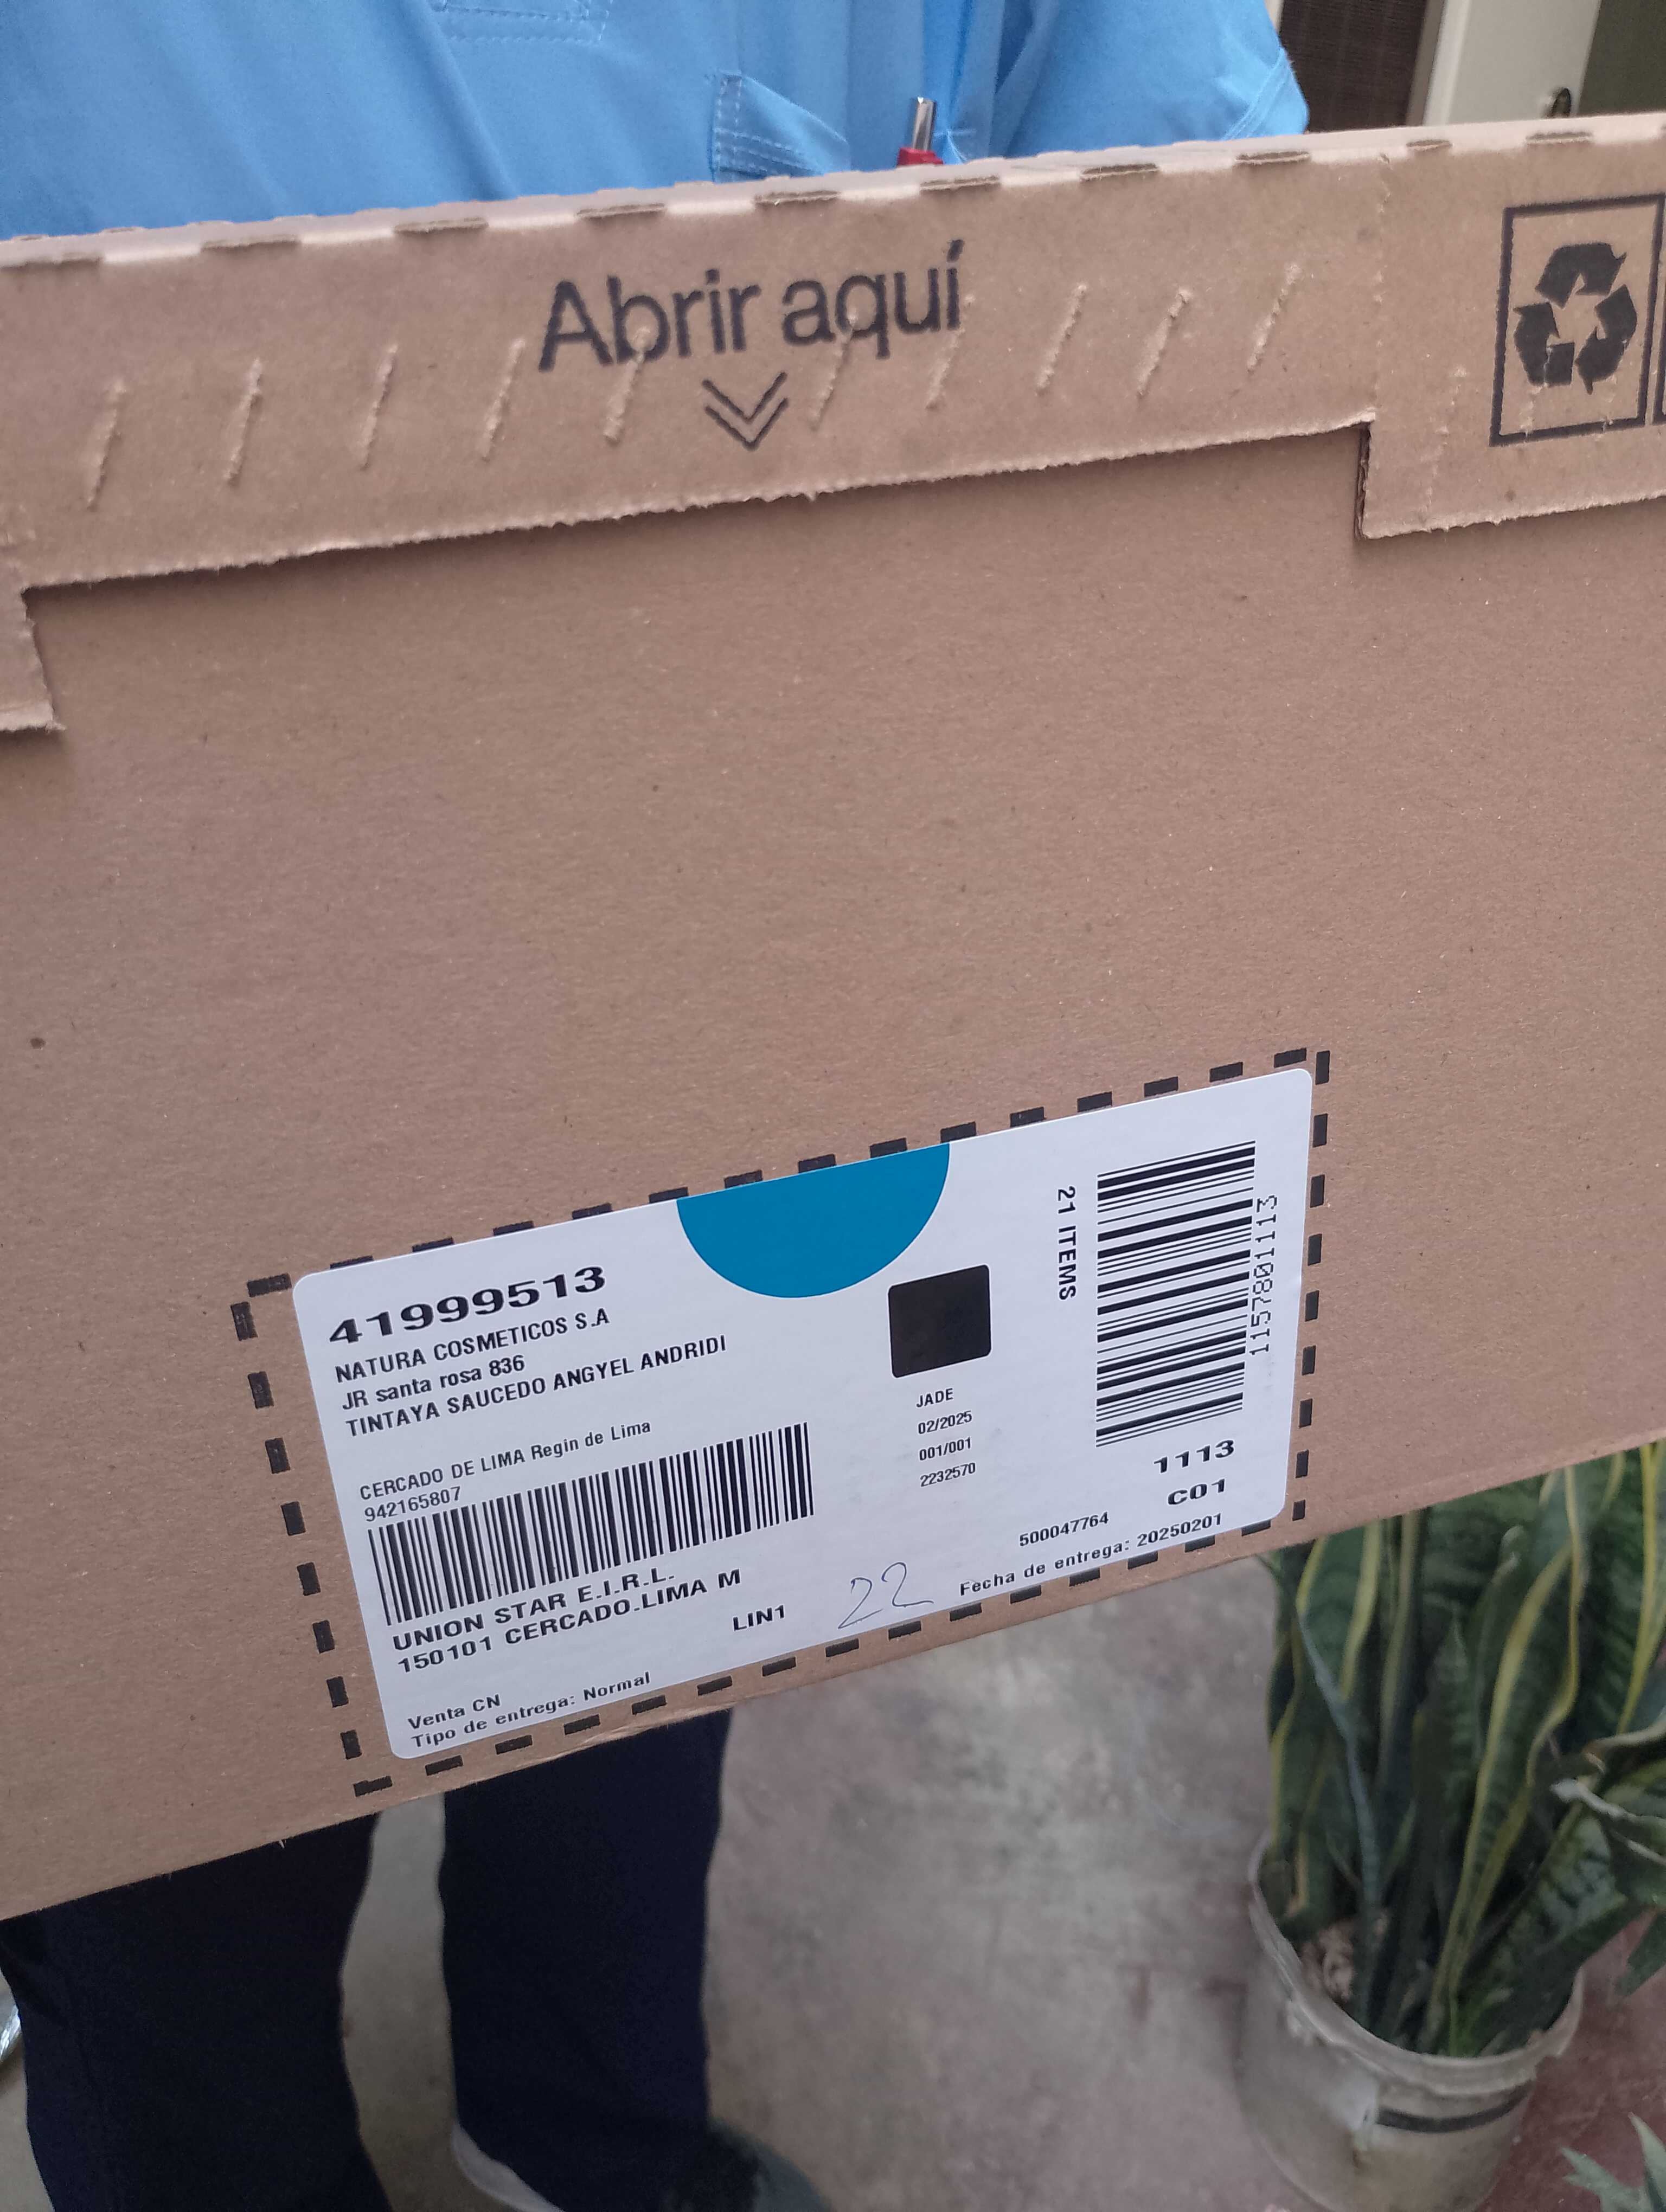 Abrir aquí
41999513
NATURA COSMETICOS S.A
JR santa rosa 836
TINTAYA SAUCEDO ANGYEL ANDRIDI
CERCADO DE LIMA Regin de Lima
942165807
UNION STAR E.I.R.L.
150101 CERCADO.LIMA M
LIN1
Venta CN
Tipo de entrega: Normal
JADE
02/2025
001/001
2232570
21 ITEMS
1157801113
1113
C01
500047764
Fecha de entrega: 20250201
22